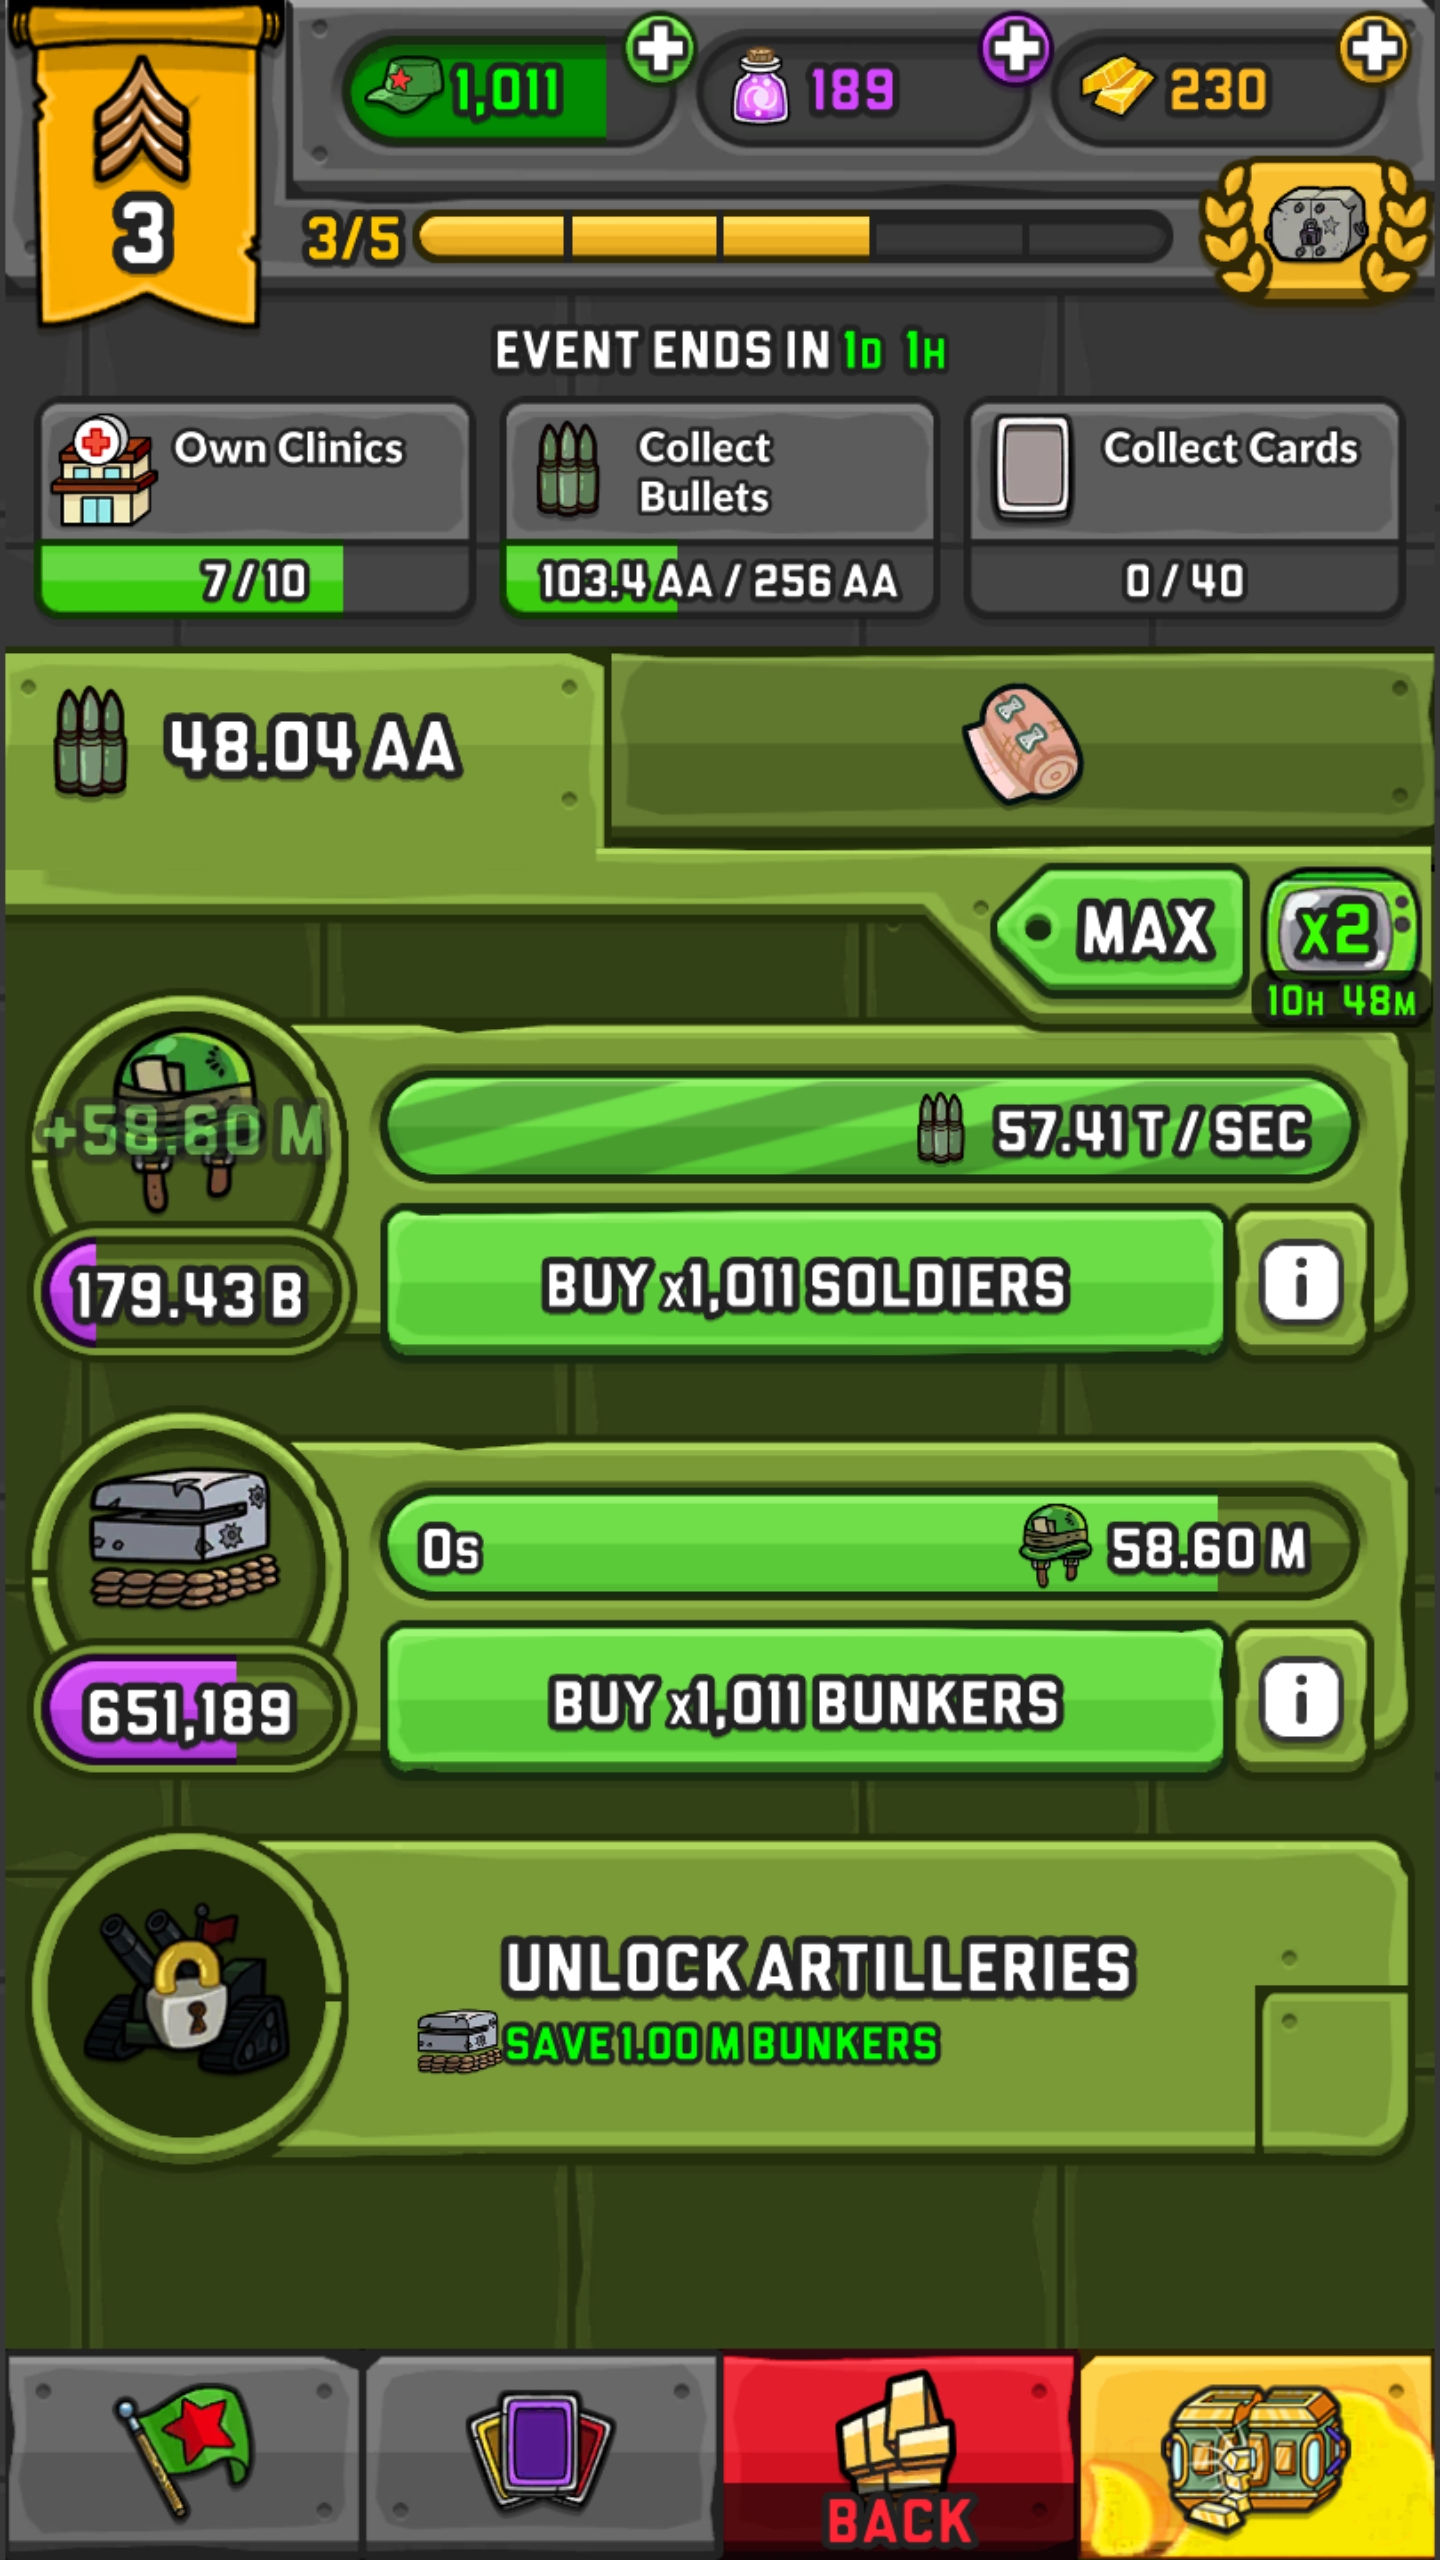 1,011
189
230
3
3/5
EVENT ENDS IN 1D 1H
Own Clinics
7/10
Collect
Bullets
103.4 AA / 256 AA
Collect Cards
0 / 40
48.04 AA
MAX
x2
10H 48M
+58.60 M
57.41 T / SEC
179.43 B
BUY x1,011 SOLDIERS
i
0s
58.60 M
651,189
BUY x1,011 BUNKERS
i
UNLOCK ARTILLERIES
SAVE 1.00 M BUNKERS
BACK